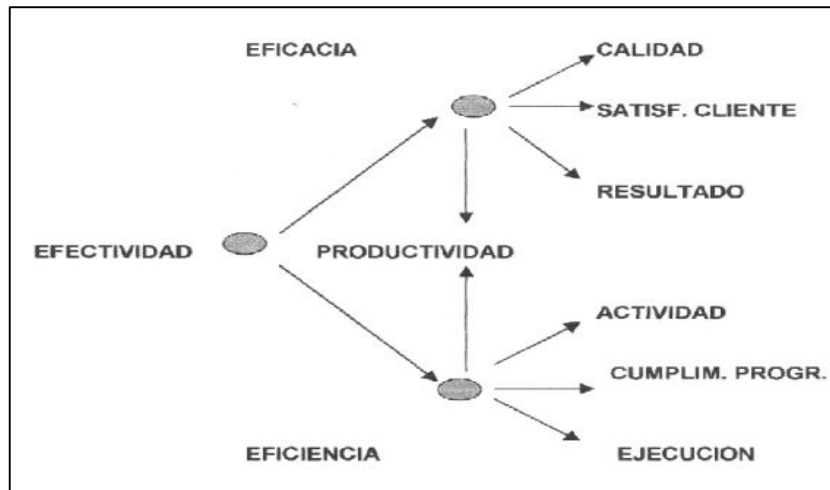 EFICACIA
CALIDAD
SATISF. CLIENTE
RESULTADO
EFECTIVIDAD
PRODUCTIVIDAD
ACTIVIDAD
CUMPLIM. PROGR.
EFICIENCIA
EJECUCION